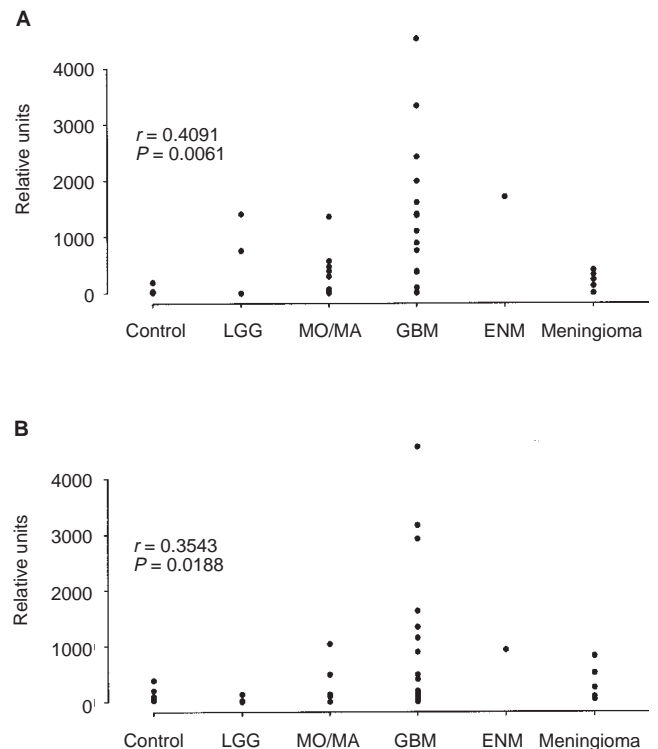 A
Relative units
4000
3000
2000
1000
0
r = 0.4091
P = 0.0061
Control LGG MO/MA GBM ENM Meningioma
B
Relative units
4000
3000
2000
1000
0
r = 0.3543
P = 0.0188
Control LGG MO/MA GBM ENM Meningioma